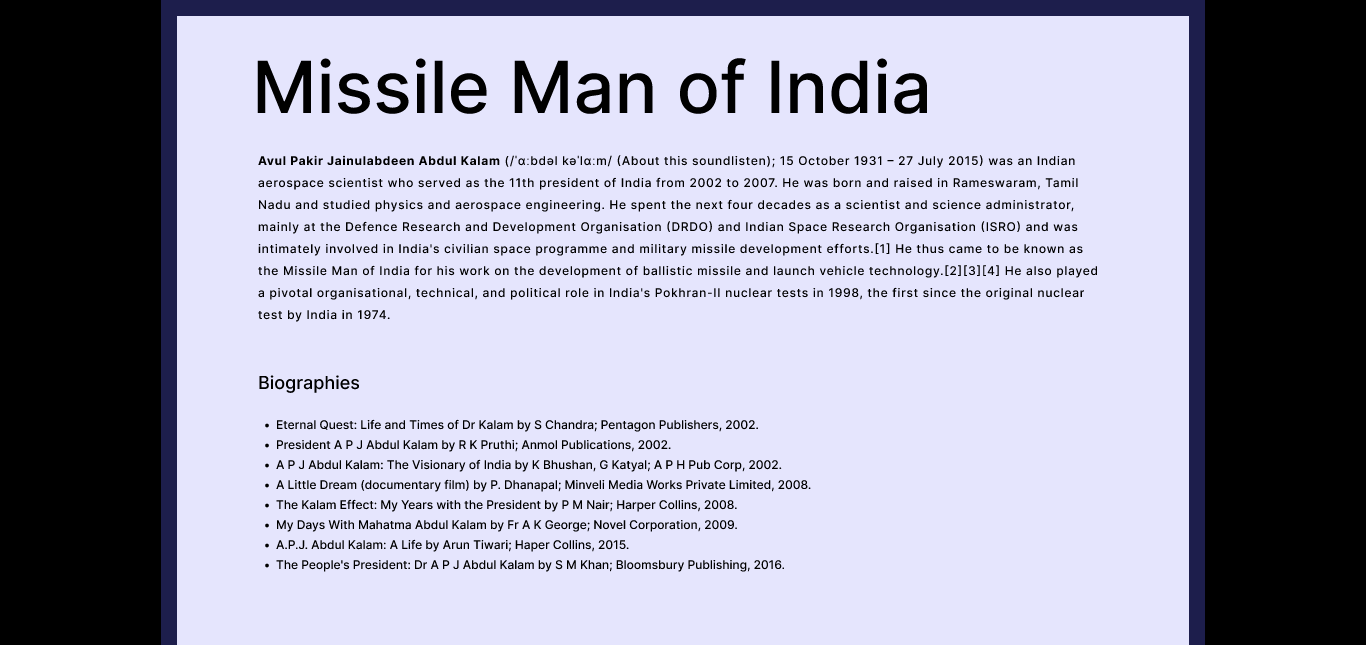 Missile Man of India
Avul Pakir Jainulabdeen Abdul Kalam (/ˈɑːbdəl kəˈlɑːm/ (About this soundlisten); 15 October 1931 – 27 July 2015) was an Indian
aerospace scientist who served as the 11th president of India from 2002 to 2007. He was born and raised in Rameswaram, Tamil
Nadu and studied physics and aerospace engineering. He spent the next four decades as a scientist and science administrator,
mainly at the Defence Research and Development Organisation (DRDO) and Indian Space Research Organisation (ISRO) and was
intimately involved in India's civilian space programme and military missile development efforts.[1] He thus came to be known as
the Missile Man of India for his work on the development of ballistic missile and launch vehicle technology.[2][3][4] He also played
a pivotal organisational, technical, and political role in India's Pokhran-II nuclear tests in 1998, the first since the original nuclear
test by India in 1974.
Biographies
• Eternal Quest: Life and Times of Dr Kalam by S Chandra; Pentagon Publishers, 2002.
• President A P J Abdul Kalam by R K Pruthi; Anmol Publications, 2002.
• A P J Abdul Kalam: The Visionary of India by K Bhushan, G Katyal; A P H Pub Corp, 2002.
• A Little Dream (documentary film) by P. Dhanapal; Minveli Media Works Private Limited, 2008.
• The Kalam Effect: My Years with the President by P M Nair; Harper Collins, 2008.
• My Days With Mahatma Abdul Kalam by Fr A K George; Novel Corporation, 2009.
• A.P.J. Abdul Kalam: A Life by Arun Tiwari; Haper Collins, 2015.
• The People's President: Dr A P J Abdul Kalam by S M Khan; Bloomsbury Publishing, 2016.